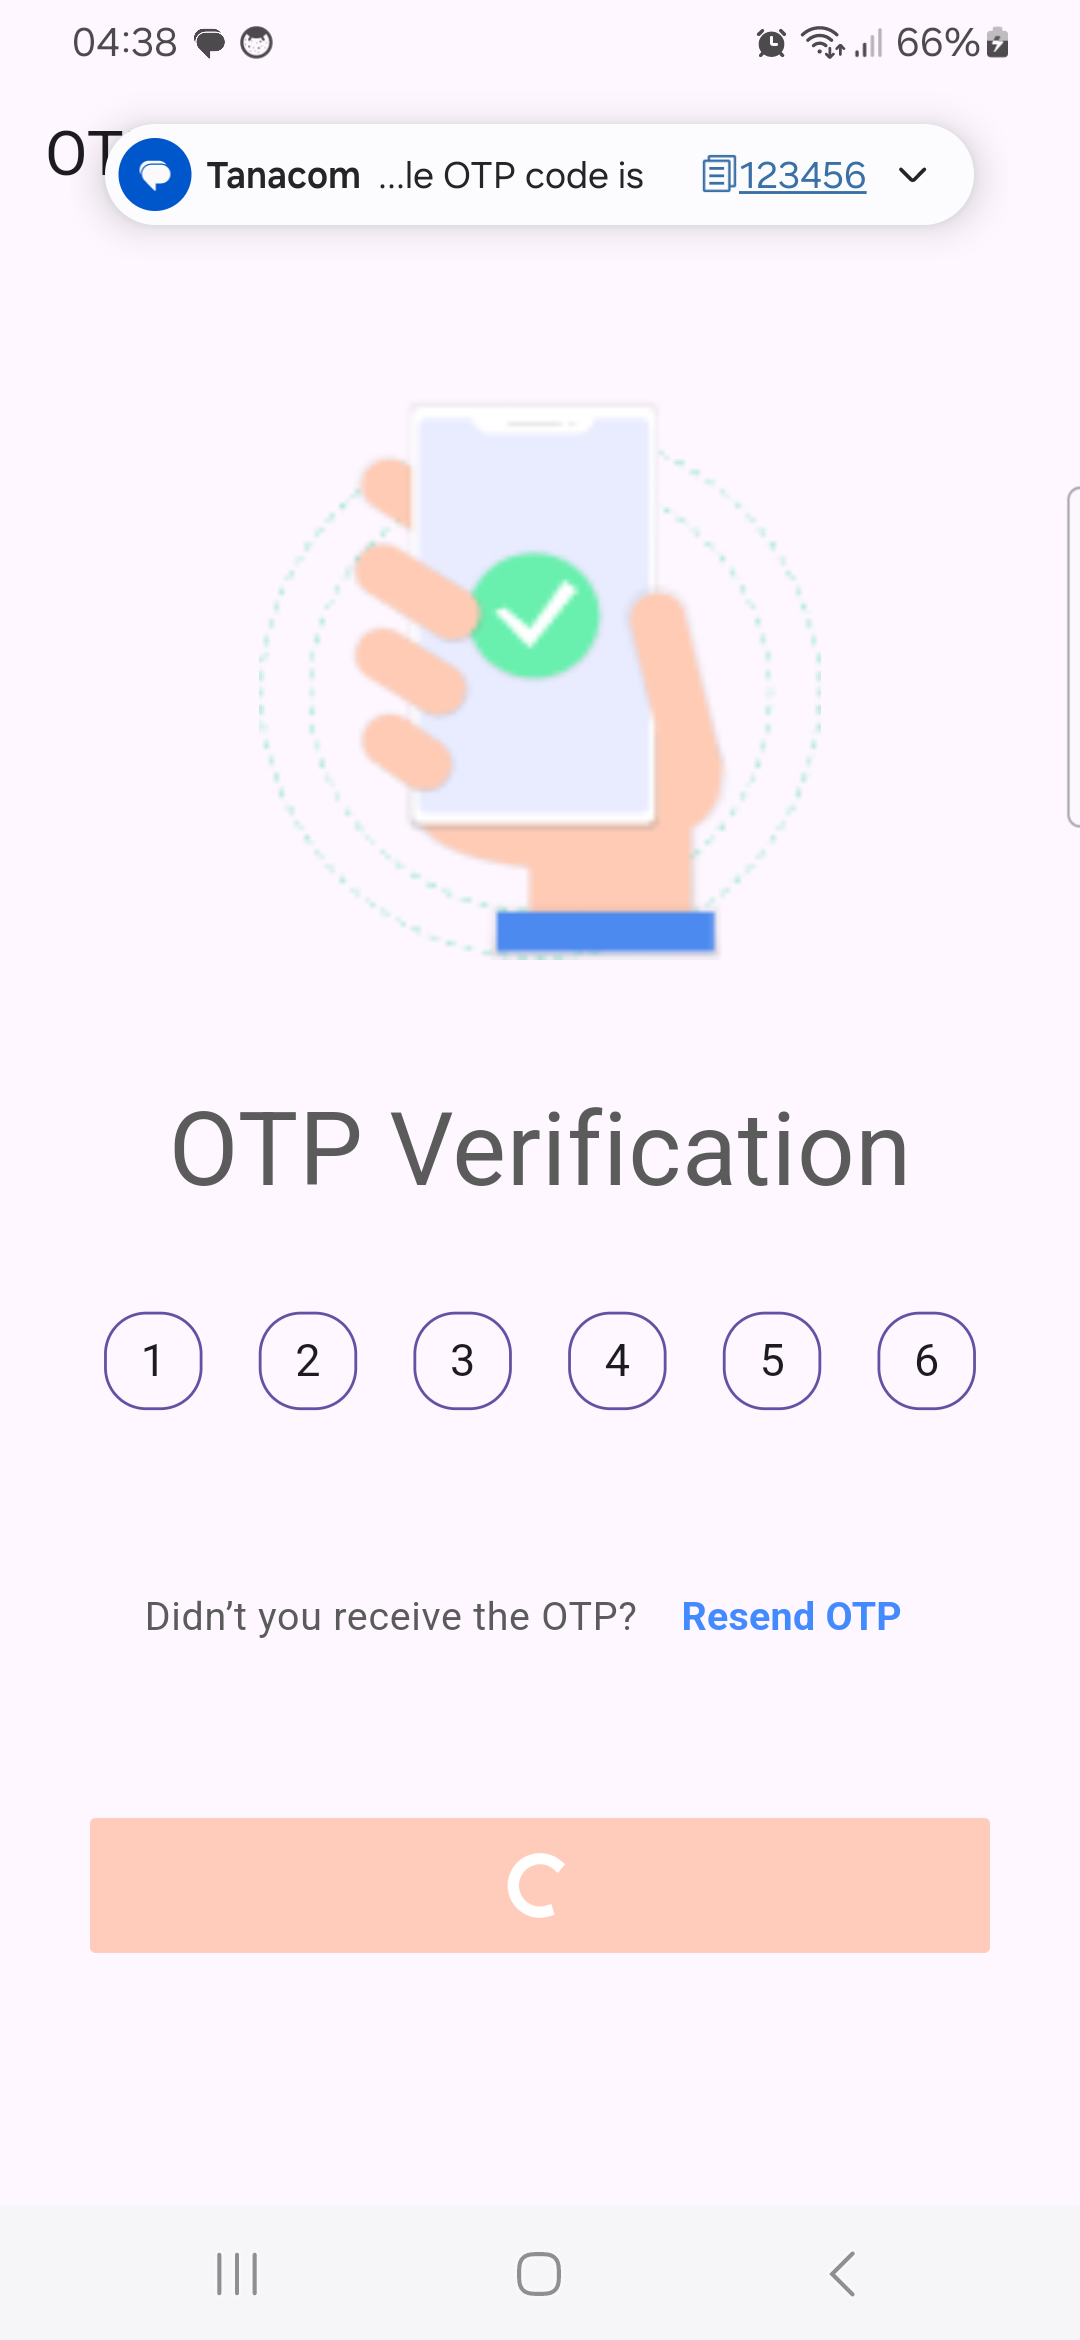 04:38 66%
OT
Tanacom ...le OTP code is 123456
OTP Verification
1 2 3 4 5 6
Didn’t you receive the OTP? Resend OTP